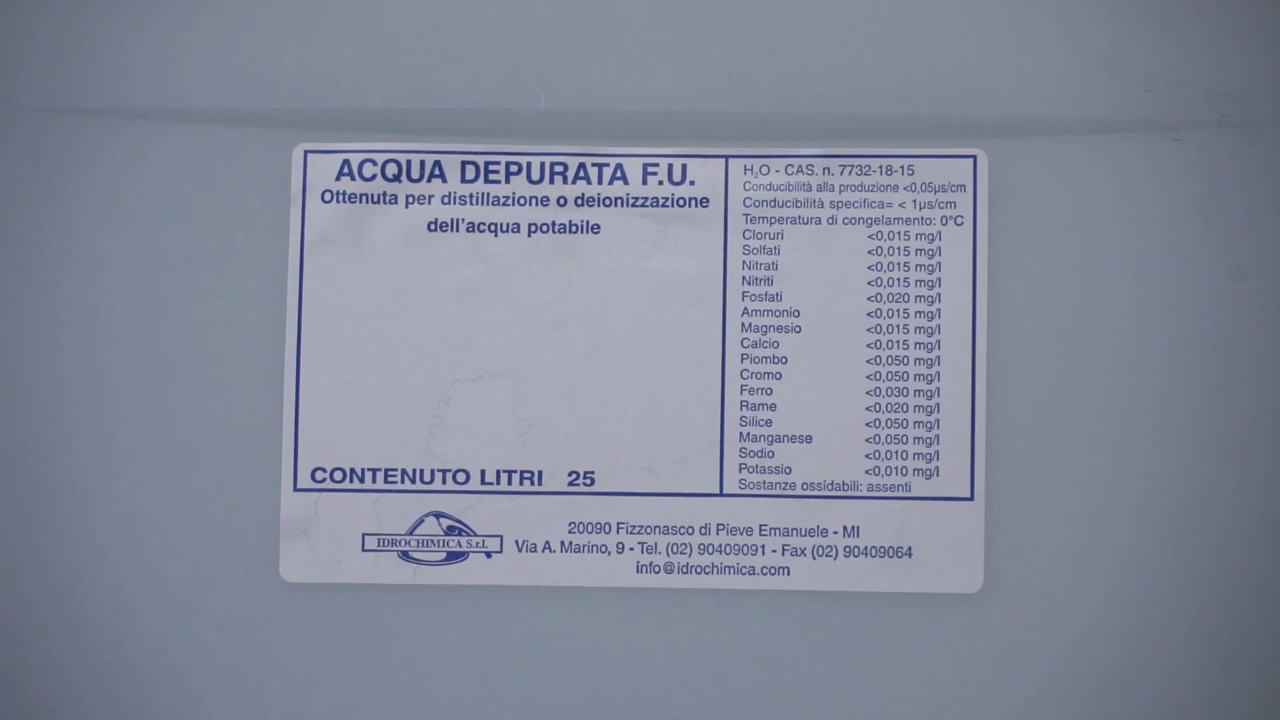 ACQUA DEPURATA F.U.
Ottenuta per distillazione o deionizzazione
dell'acqua potabile
CONTENUTO LITRI 25
H₂O - CAS. n. 7732-18-15
Conducibilità alla produzione <0,05µs/cm
Conducibilità specifica= < 1µs/cm
Temperatura di congelamento: 0°C
Cloruri <0,015 mg/l
Solfati <0,015 mg/l
Nitrati <0,015 mg/l
Nitriti <0,015 mg/l
Fosfati <0,020 mg/l
Ammonio <0,015 mg/l
Magnesio <0,015 mg/l
Calcio <0,015 mg/l
Piombo <0,050 mg/l
Cromo <0,050 mg/l
Ferro <0,030 mg/l
Rame <0,020 mg/l
Silice <0,050 mg/l
Manganese <0,050 mg/l
Sodio <0,010 mg/l
Potassio <0,010 mg/l
Sostanze ossidabili: assenti
IDROCHIMICA S.r.l.
20090 Fizzonasco di Pieve Emanuele - MI
Via A. Marino, 9 - Tel. (02) 90409091 - Fax (02) 90409064
info@idrochimica.com